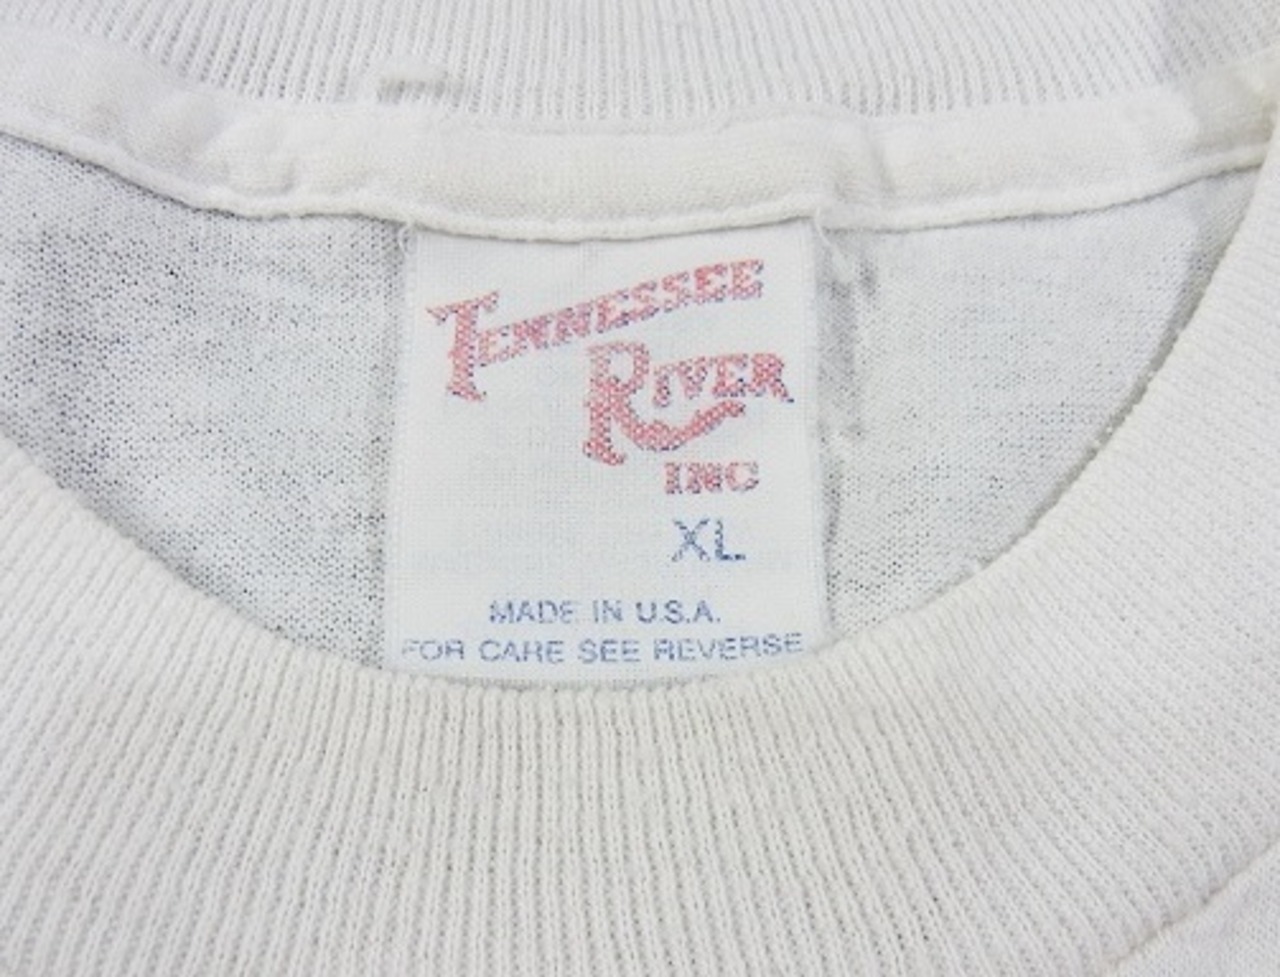 TENNESSEE
RIVER
INC
XL
MADE IN U.S.A.
FOR CARE SEE REVERSE